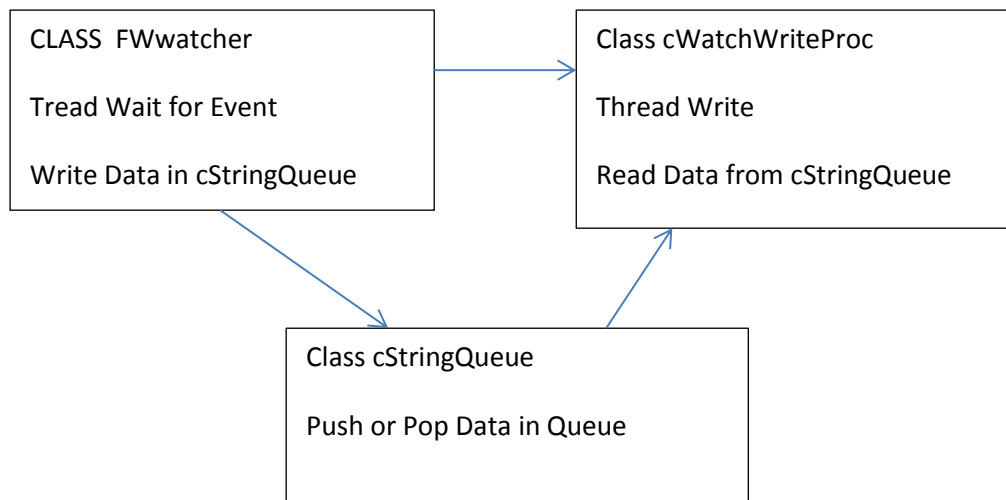 CLASS  FWwatcher
Tread Wait for Event
Write Data in cStringQueue
Class cWatchWriteProc
Thread Write
Read Data from cStringQueue
Class cStringQueue
Push or Pop Data in Queue